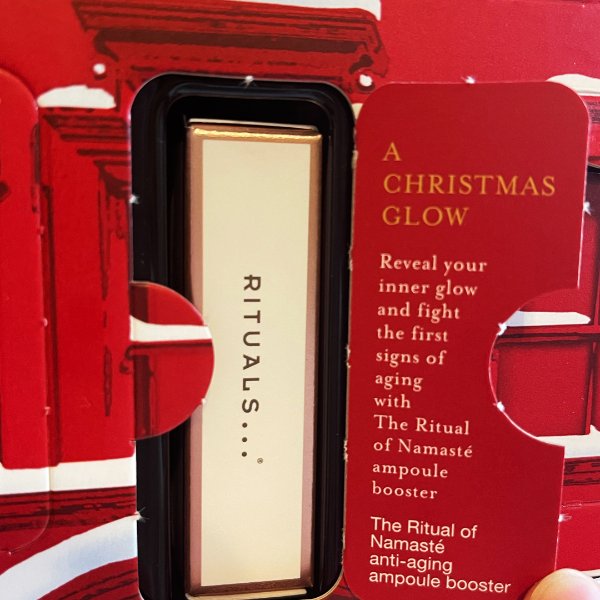 RITUALS...®
A
CHRISTMAS
GLOW
Reveal your
inner glow
and fight
the first
signs of
aging
with
The Ritual
of Namasté
ampoule
booster
The Ritual of
Namasté
anti-aging
ampoule booster